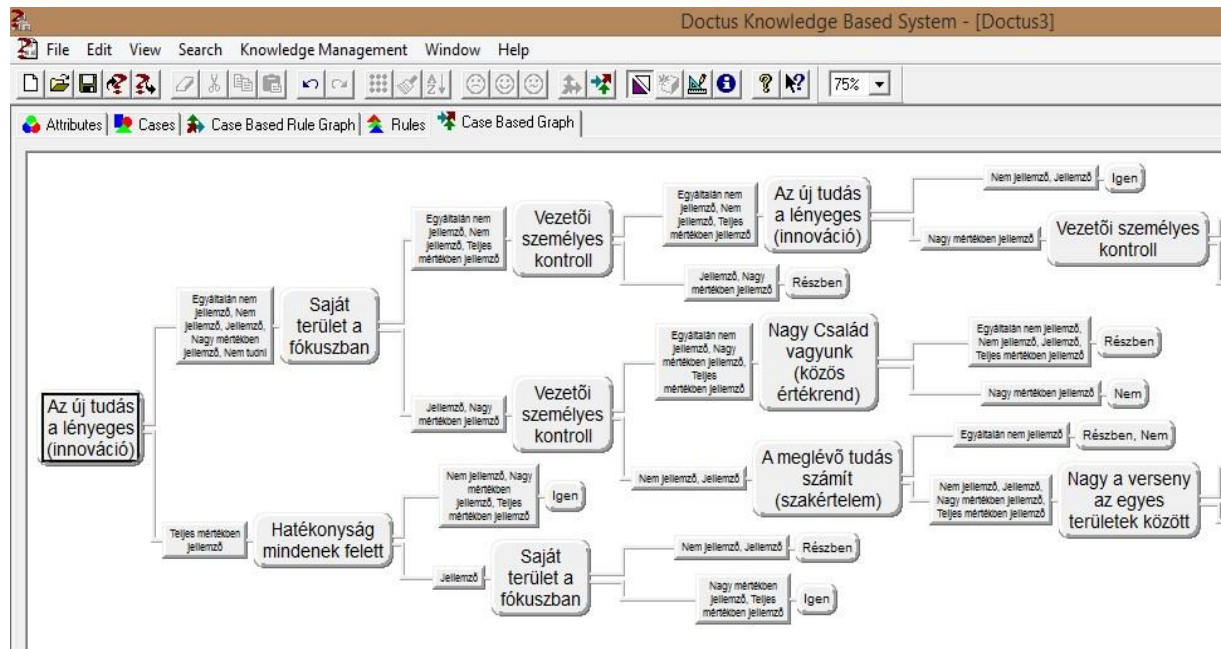 Doctus Knowledge Based System - [Doctus3]
File Edit View Search Knowledge Management Window Help
75%
Attributes Cases Case Based Rule Graph Rules Case Based Graph
Az új tudás
a lényeges
(innováció)
Egyáltalán nem
jellemző, Nem
jellemző, Jellemző,
Nagy mértékben
jellemző, Nem tudni
Saját
terület a
fókuszban
Egyáltalán nem
jellemző, Nem
jellemző, Teljes
mértékben jellemző
Vezetői
személyes
kontroll
Egyáltalán nem
jellemző, Nem
jellemző, Teljes
mértékben jellemző
Az új tudás
a lényeges
(innováció)
Nem jellemző, Jellemző
Igen
Nagy mértékben jellemző
Vezetői személyes
kontroll
Jellemző, Nagy
mértékben jellemző
Részben
Jellemző, Nagy
mértékben jellemző
Vezetői
személyes
kontroll
Egyáltalán nem
jellemző, Nagy
mértékben jellemző,
Teljes
mértékben jellemző
Nagy Család
vagyunk
(közös
értékrend)
Egyáltalán nem jellemző,
Nem jellemző, Jellemző,
Teljes mértékben jellemző
Részben
Nagy mértékben jellemző
Nem
Nem jellemző, Jellemző
A meglévő tudás
számít
(szakértelem)
Egyáltalán nem jellemző
Részben, Nem
Nem jellemző, Jellemző,
Nagy mértékben jellemző,
Teljes mértékben jellemző
Nagy a verseny
az egyes
területek között
Teljes mértékben
jellemző
Hatékonyság
mindenek felett
Nem jellemző, Nagy
mértékben
jellemző, Teljes
mértékben jellemző
Igen
Jellemző
Saját
terület a
fókuszban
Nem jellemző, Jellemző
Részben
Nagy mértékben
jellemző, Teljes
mértékben jellemző
Igen